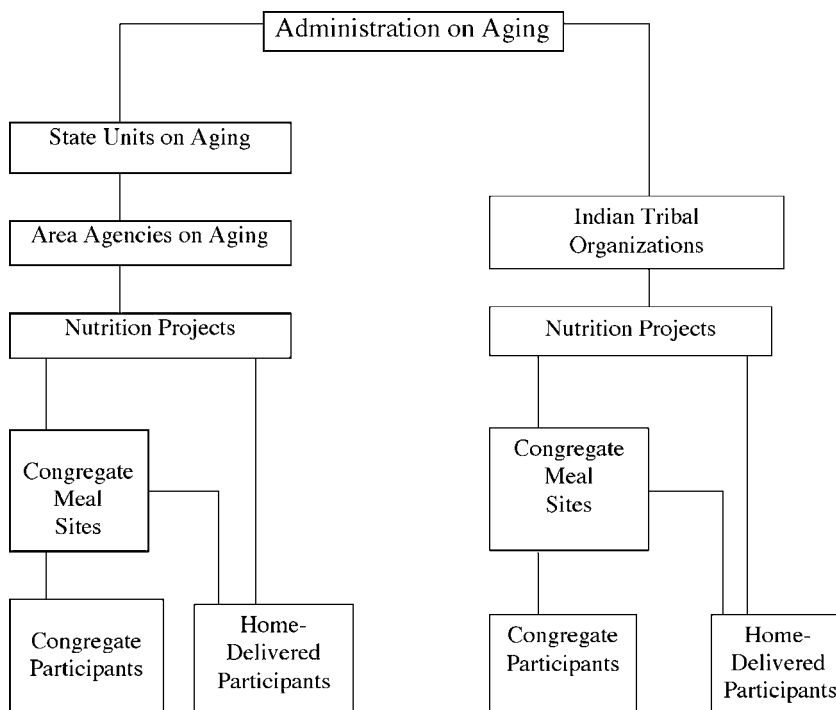 Administration on Aging
State Units on Aging
Area Agencies on Aging
Nutrition Projects
Congregate
Meal
Sites
Congregate
Participants
Home-
Delivered
Participants
Indian Tribal
Organizations
Nutrition Projects
Congregate
Meal
Sites
Congregate
Participants
Home-
Delivered
Participants